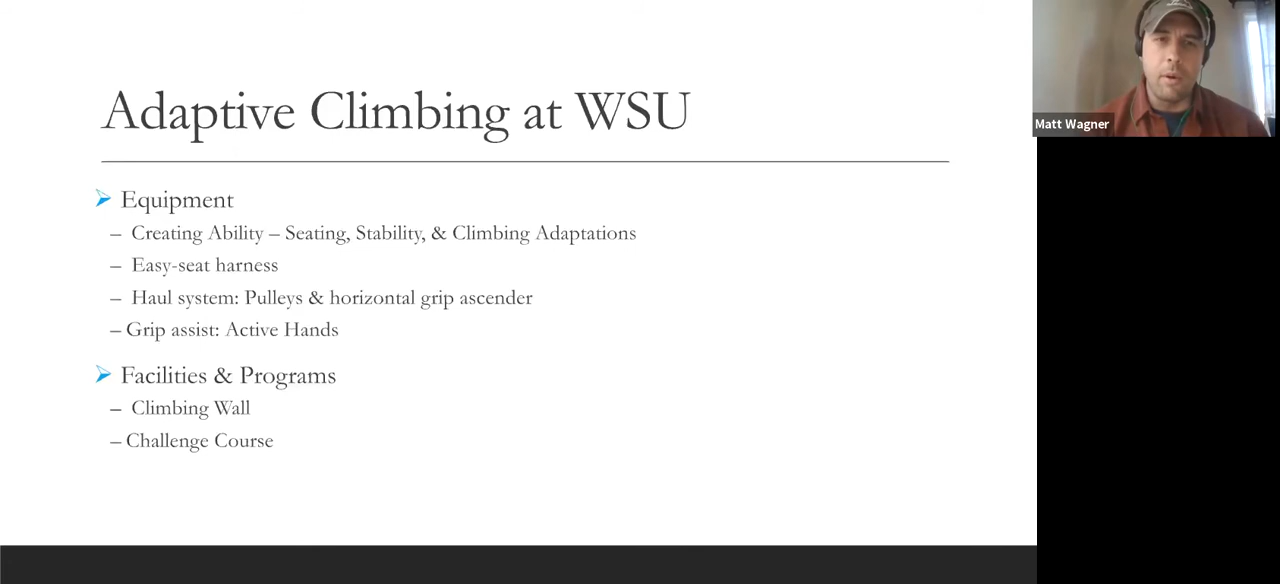 Adaptive Climbing at WSU
Equipment
– Creating Ability – Seating, Stability, & Climbing Adaptations
– Easy-seat harness
– Haul system: Pulleys & horizontal grip ascender
– Grip assist: Active Hands
Facilities & Programs
– Climbing Wall
– Challenge Course
Matt Wagner